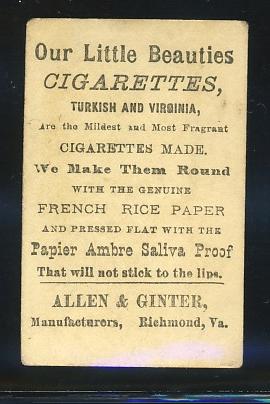 Our Little Beauties
CIGARETTES,
TURKISH AND VIRGINIA,
Are the Mildest and Most Fragrant
CIGARETTES MADE.
We Make Them Round
WITH THE GENUINE
FRENCH RICE PAPER
AND PRESSED FLAT WITH THE
Papier Ambre Saliva Proof
That will not stick to the lips.
ALLEN & GINTER,
Manufacturers, Richmond, Va.